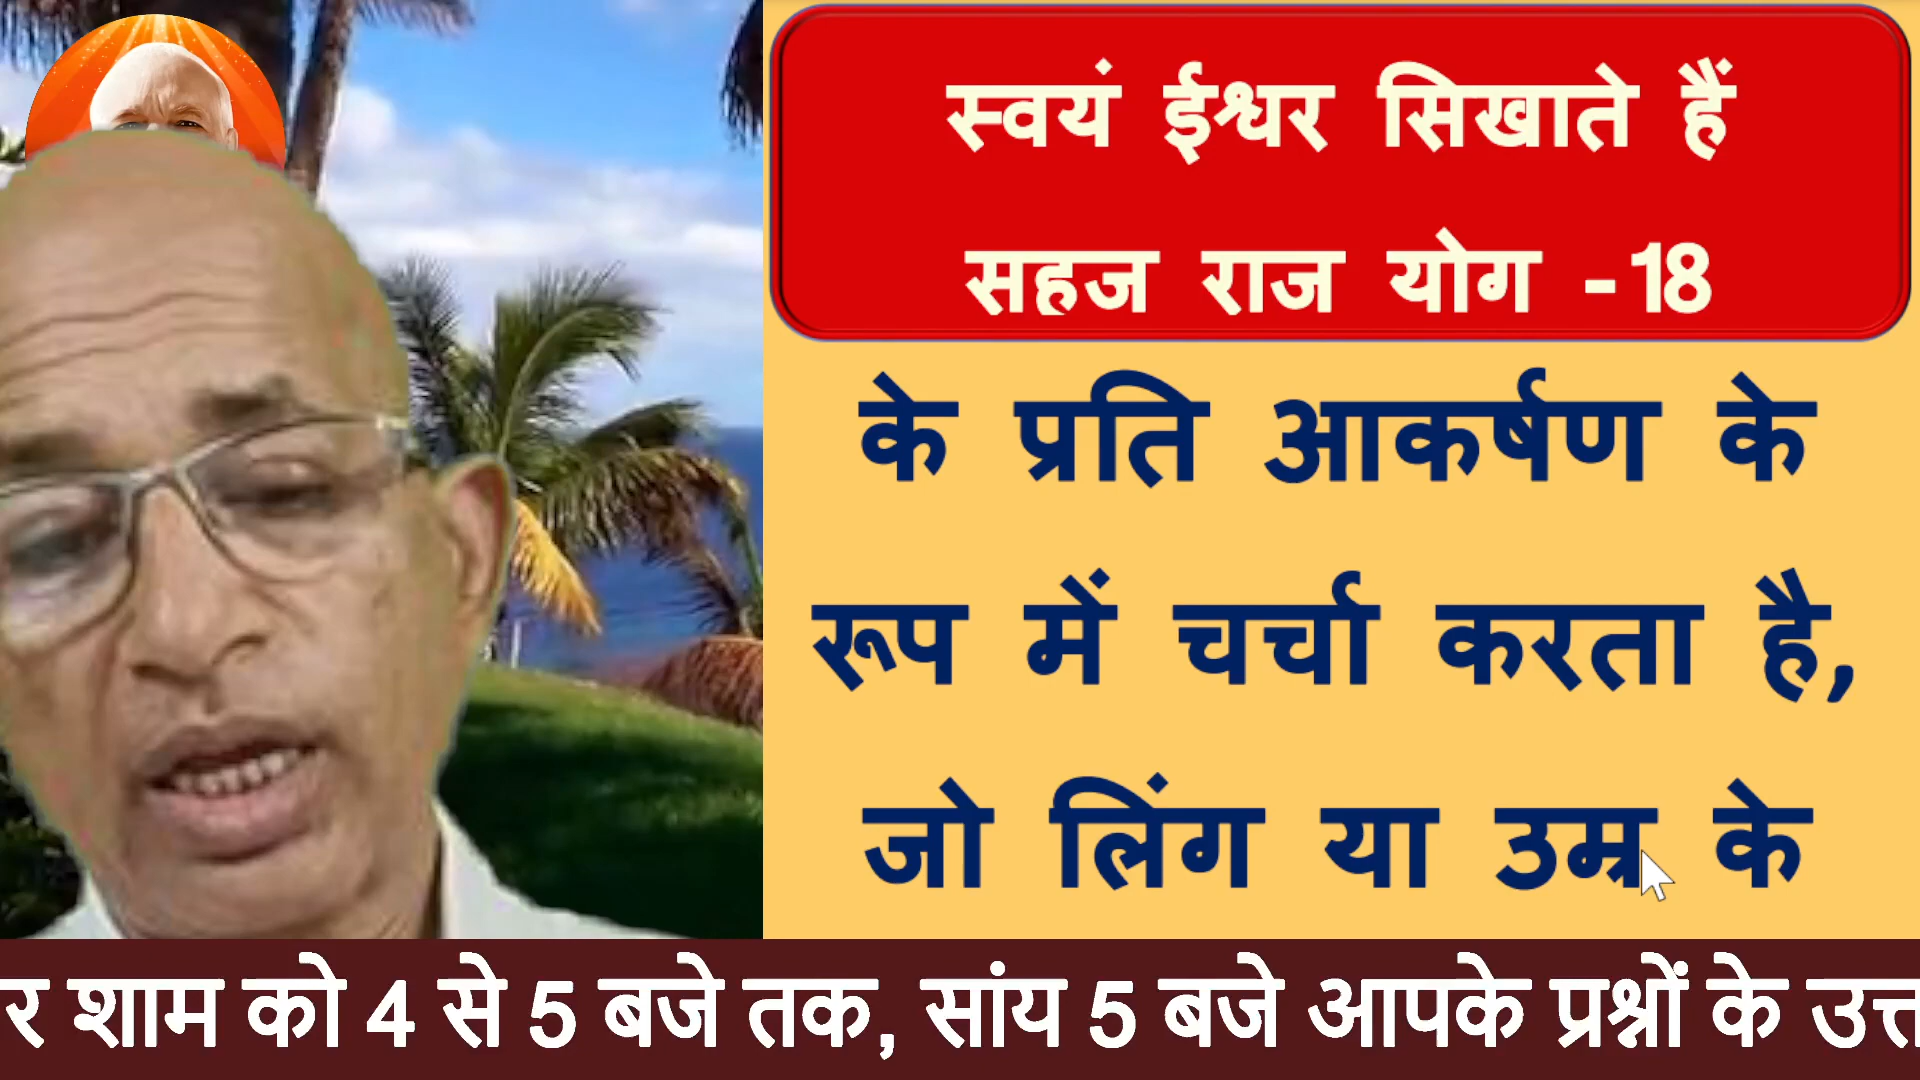 स्वयं ईश्वर सिखाते हैं
सहज राज योग -18
के प्रति आकर्षण के
रूप में चर्चा करता है,
जो लिंग या उम्र के
र शाम को 4 से 5 बजे तक, सांय 5 बजे आपके प्रश्नों के उत्त